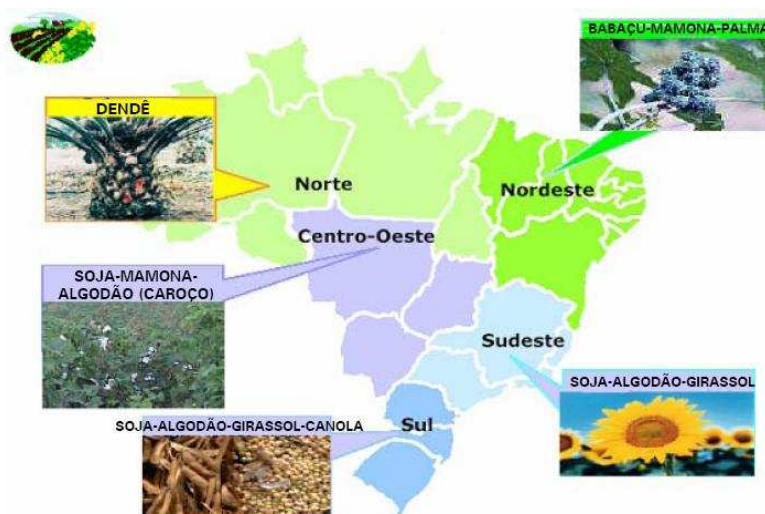 BABAÇU-MAMONA-PALMA
DENDÊ
Norte
Nordeste
Centro-Oeste
SOJA-MAMONA-
ALGODÃO (CAROÇO)
Sudeste
SOJA-ALGODÃO-GIRASSOL
SOJA-ALGODÃO-GIRASSOL-CANOLA
Sul